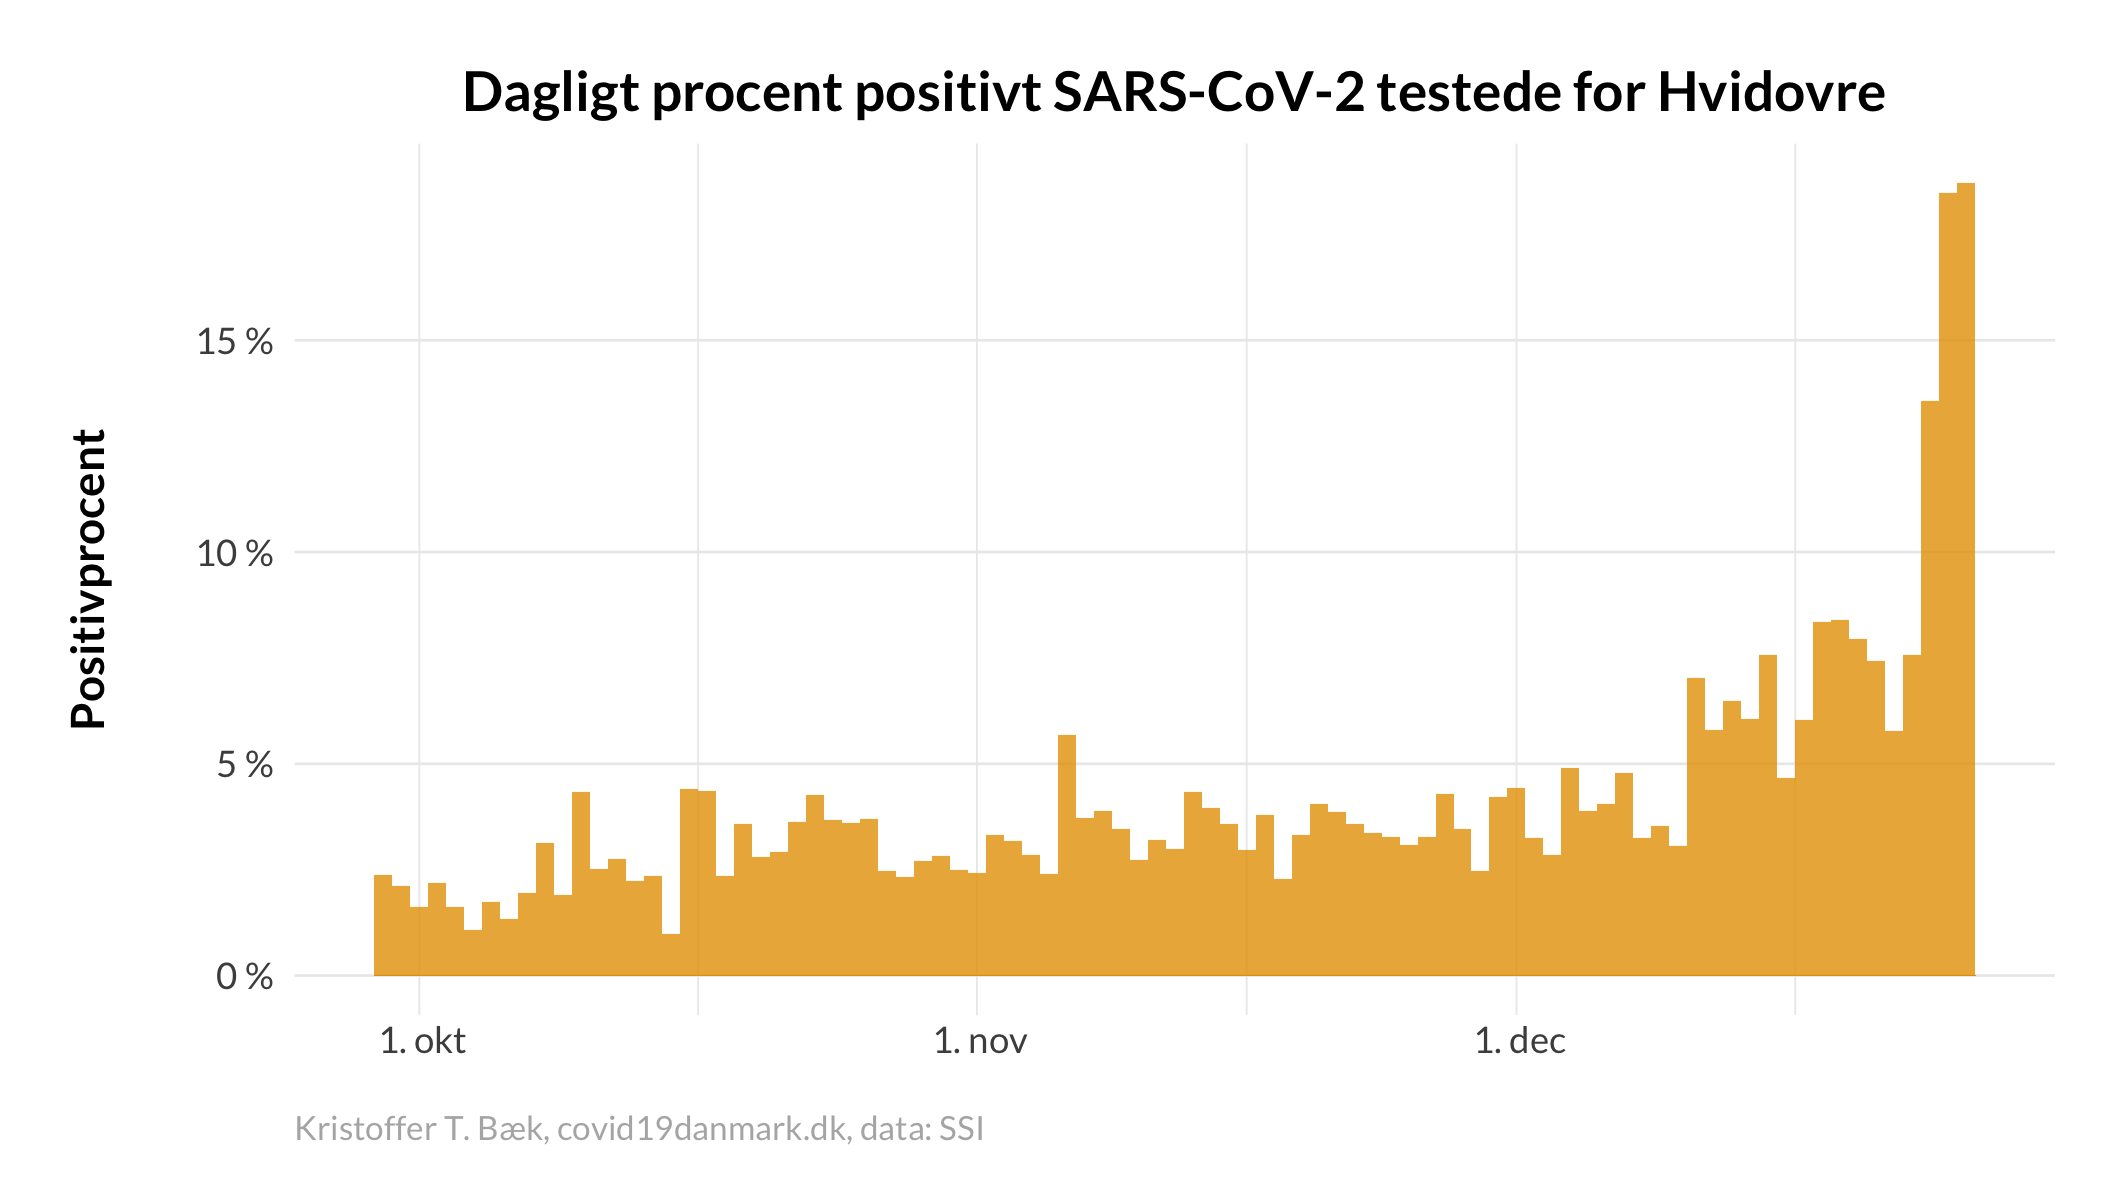 Dagligt procent positivt SARS-CoV-2 testede for Hvidovre
Positivprocent
15 %
10 %
5 %
0 %
1. okt
1. nov
1. dec
Kristoffer T. Bæk, covid19danmark.dk, data: SSI